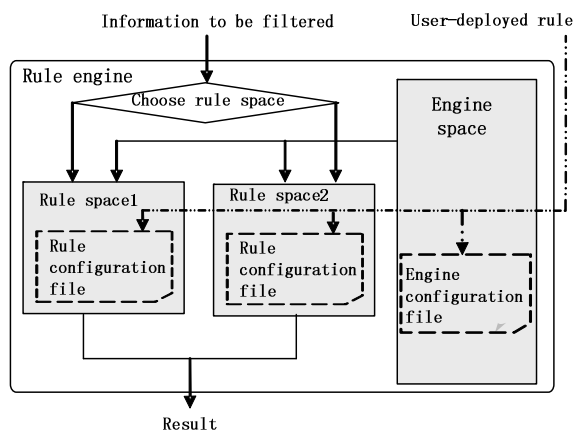 Information to be filtered
User-deployed rule
Rule engine
Choose rule space
Engine
space
Rule space1
Rule space2
Rule
configuration
file
Rule
configuration
file
Engine
configuration
file
Result